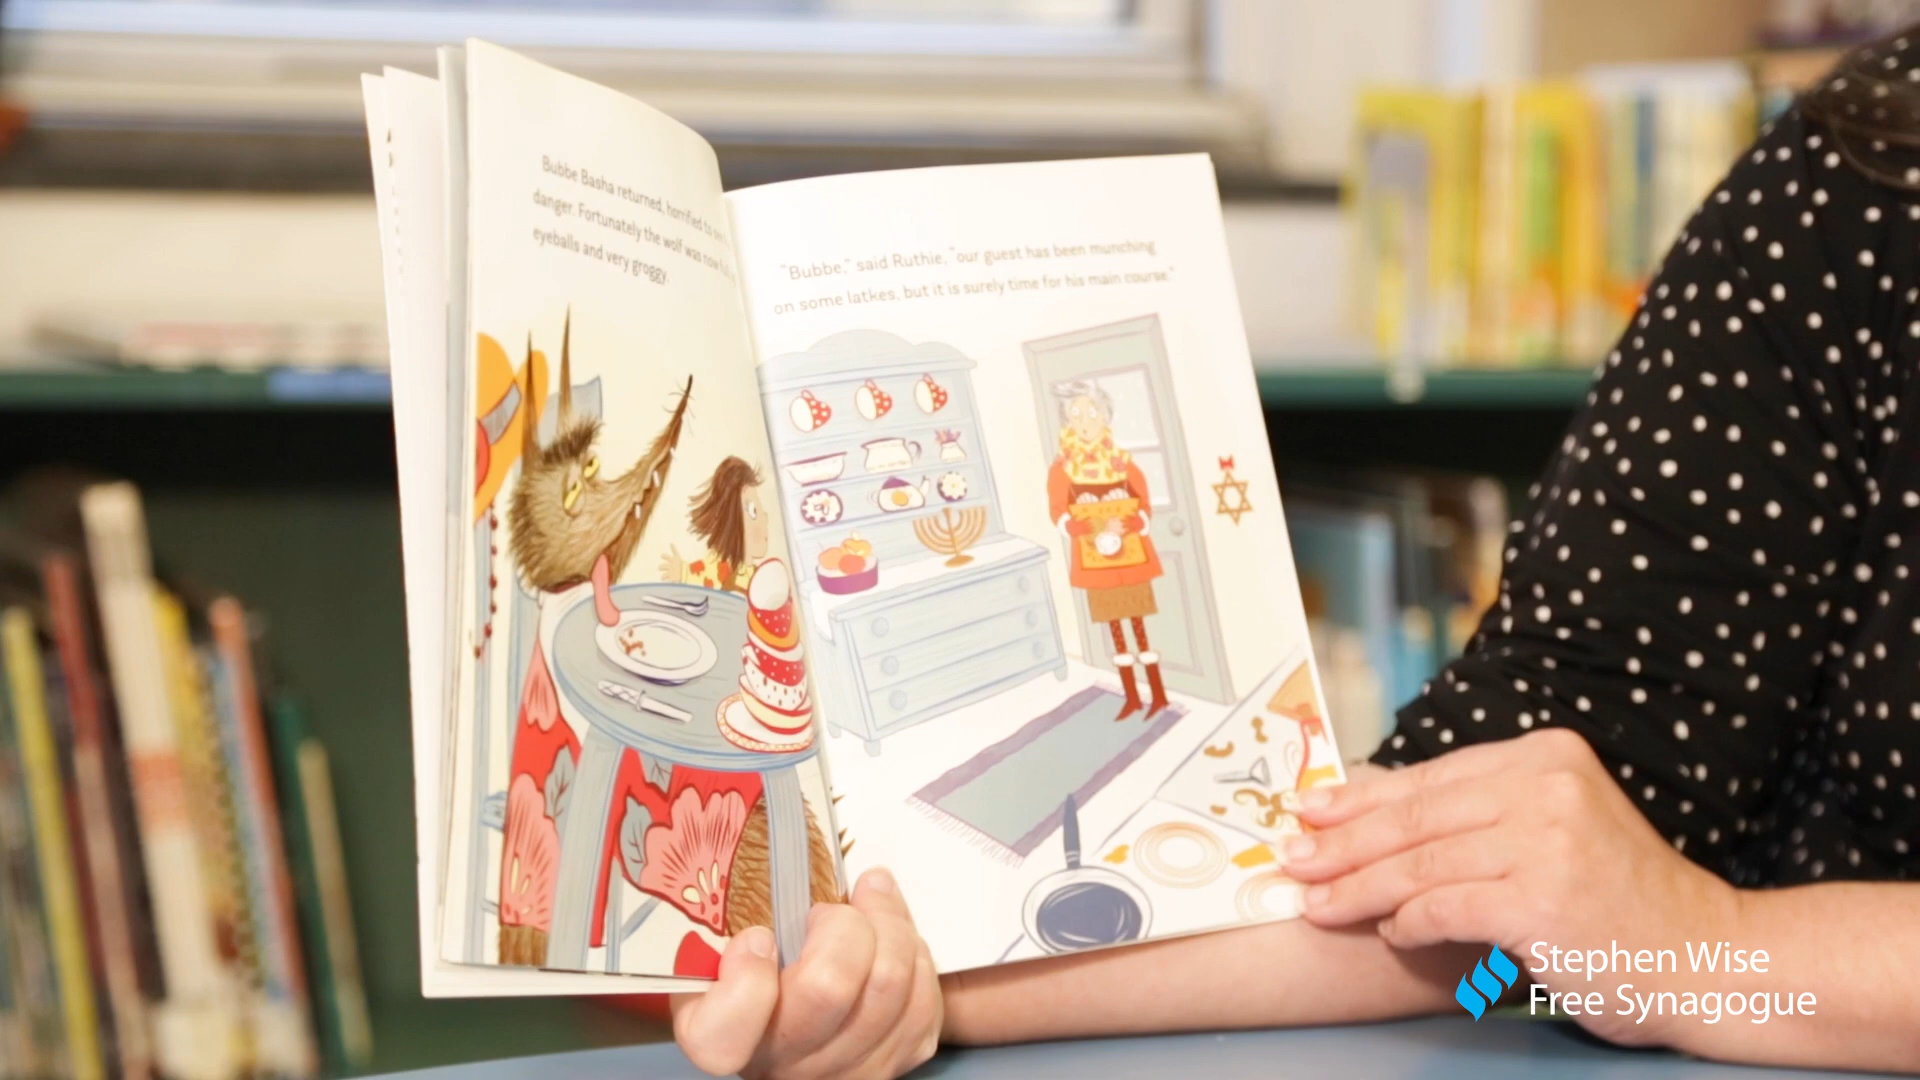 Bubbe Basha returned, horrified to
danger. Fortunately the wolf was now
eyeballs and very groggy.
"Bubbe," said Ruthie, "our guest has been munching
on some latkes, but it is surely time for his main course."
Stephen Wise
Free Synagogue